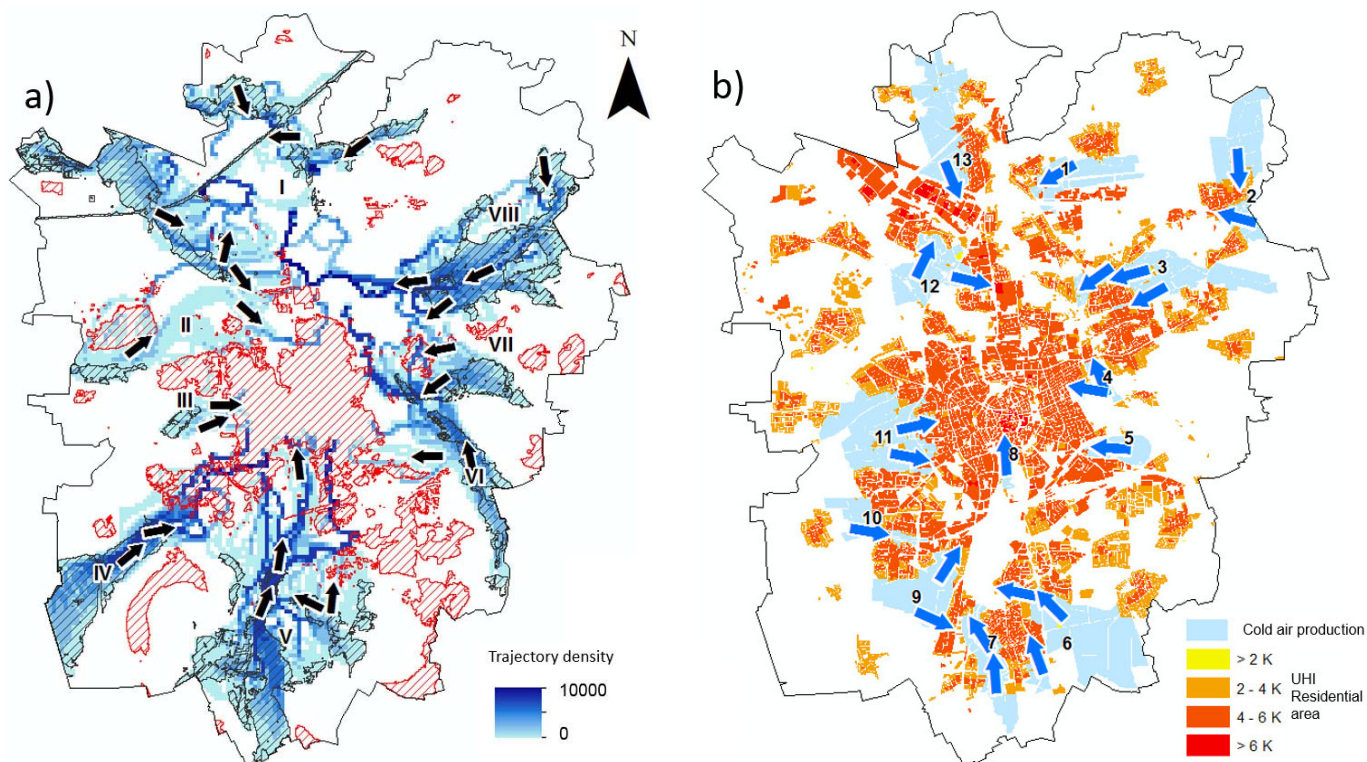 a)
N
I
II
III
IV
V
VI
VII
VIII
Trajectory density
10000
0
b)
1
2
3
4
5
6
7
8
9
10
11
12
13
Cold air production
> 2 K
2 - 4 K
4 - 6 K
> 6 K
UHI
Residential
area